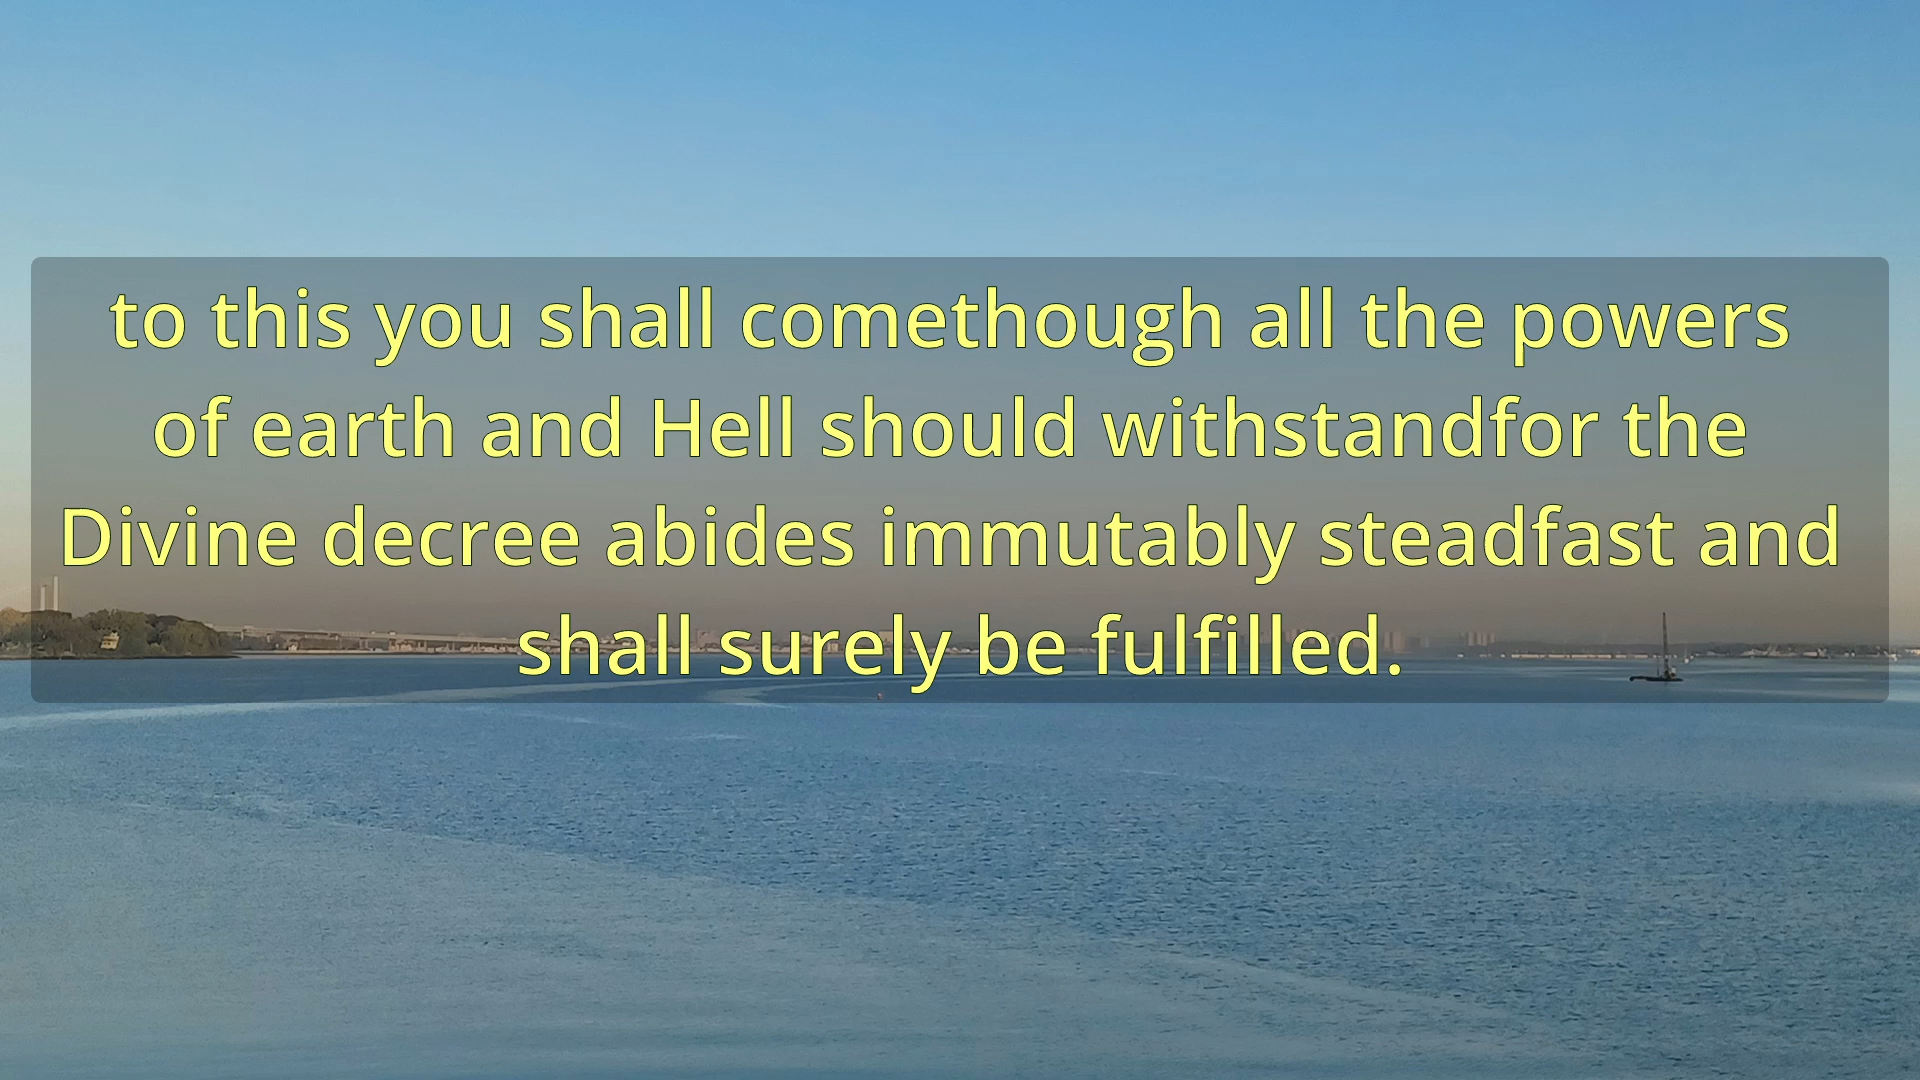 to this you shall comethough all the powers
of earth and Hell should withstandfor the
Divine decree abides immutably steadfast and
shall surely be fulfilled.